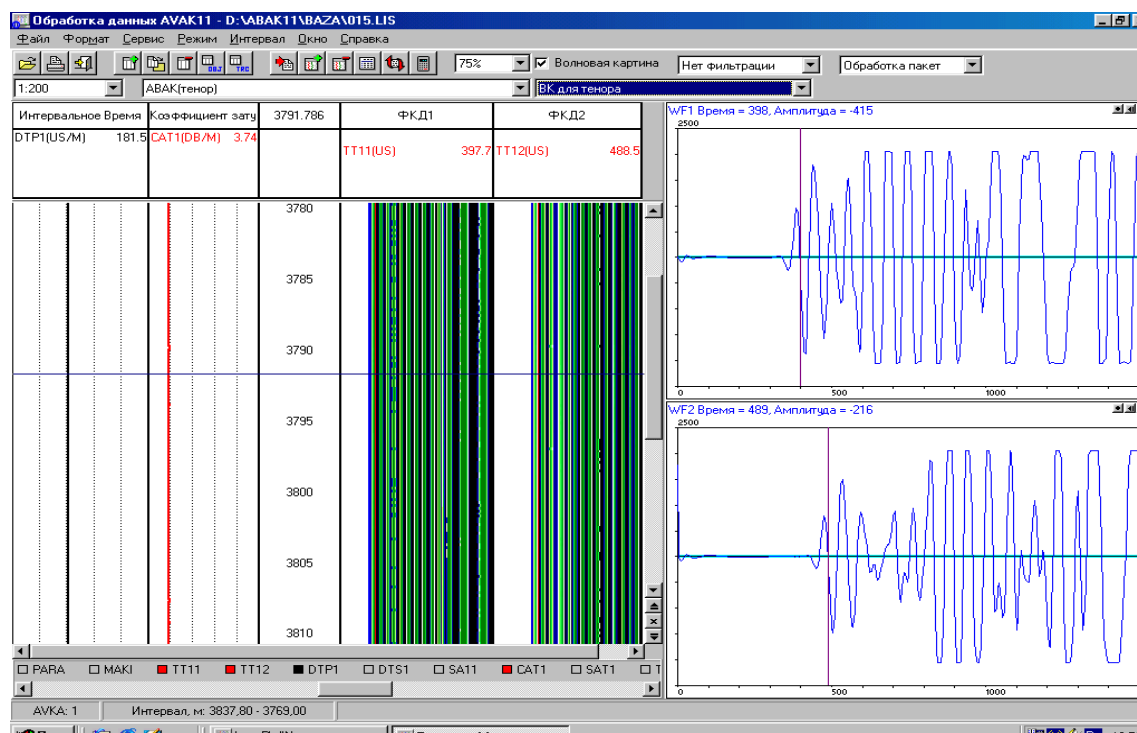 Обработка данных AVAK11 - D:\ABAK11\BAZA\015.LIS
Файл Формат Сервис Режим Интервал Окно Справка
OBJ TRC 75% Волновая картина Нет фильтрации Обработка пакет
1:200 АВАК(тенор) ВК для тенора
Интервальное Время Коэффициент зату 3791.786 ФКД1 ФКД2
DTP1(US/M) 181.5 CAT1(DB/M) 3.74
TT11(US) 397.7 TT12(US) 488.5
3780
3785
3790
3795
3800
3805
3810
PARA MAKI TT11 TT12 DTP1 DTS1 SA11 CAT1 SAT1 T
AVKA: 1 Интервал, м: 3837,80 - 3769,00
WF1 Время = 398, Амплитуда = -415
2500
0 500 1000
WF2 Время = 489, Амплитуда = -216
2500
0 500 1000